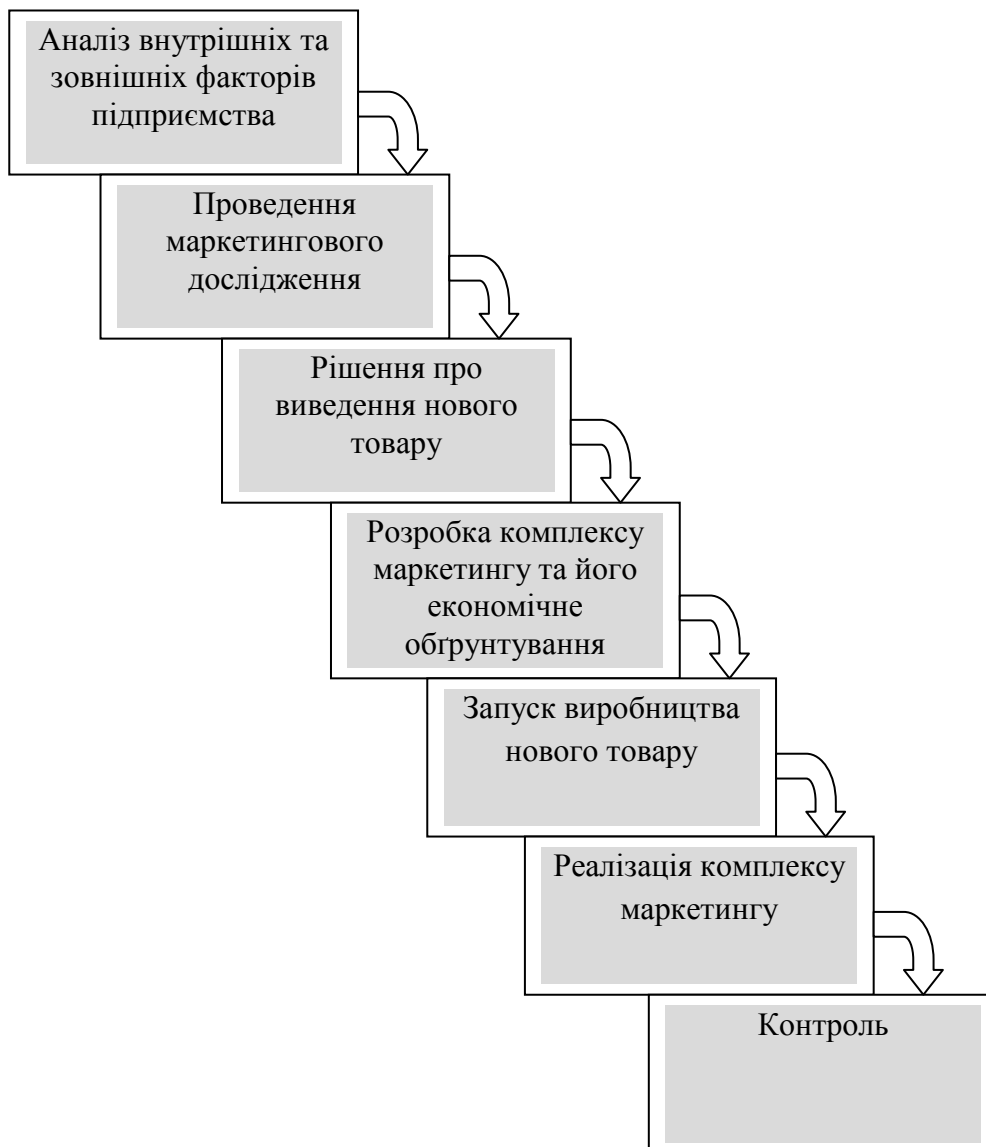 Аналіз внутрішніх та
зовнішніх факторів
підприємства
Проведення
маркетингового
дослідження
Рішення про
виведення нового
товару
Розробка комплексу
маркетингу та його
економічне
обґрунтування
Запуск виробництва
нового товару
Реалізація комплексу
маркетингу
Контроль